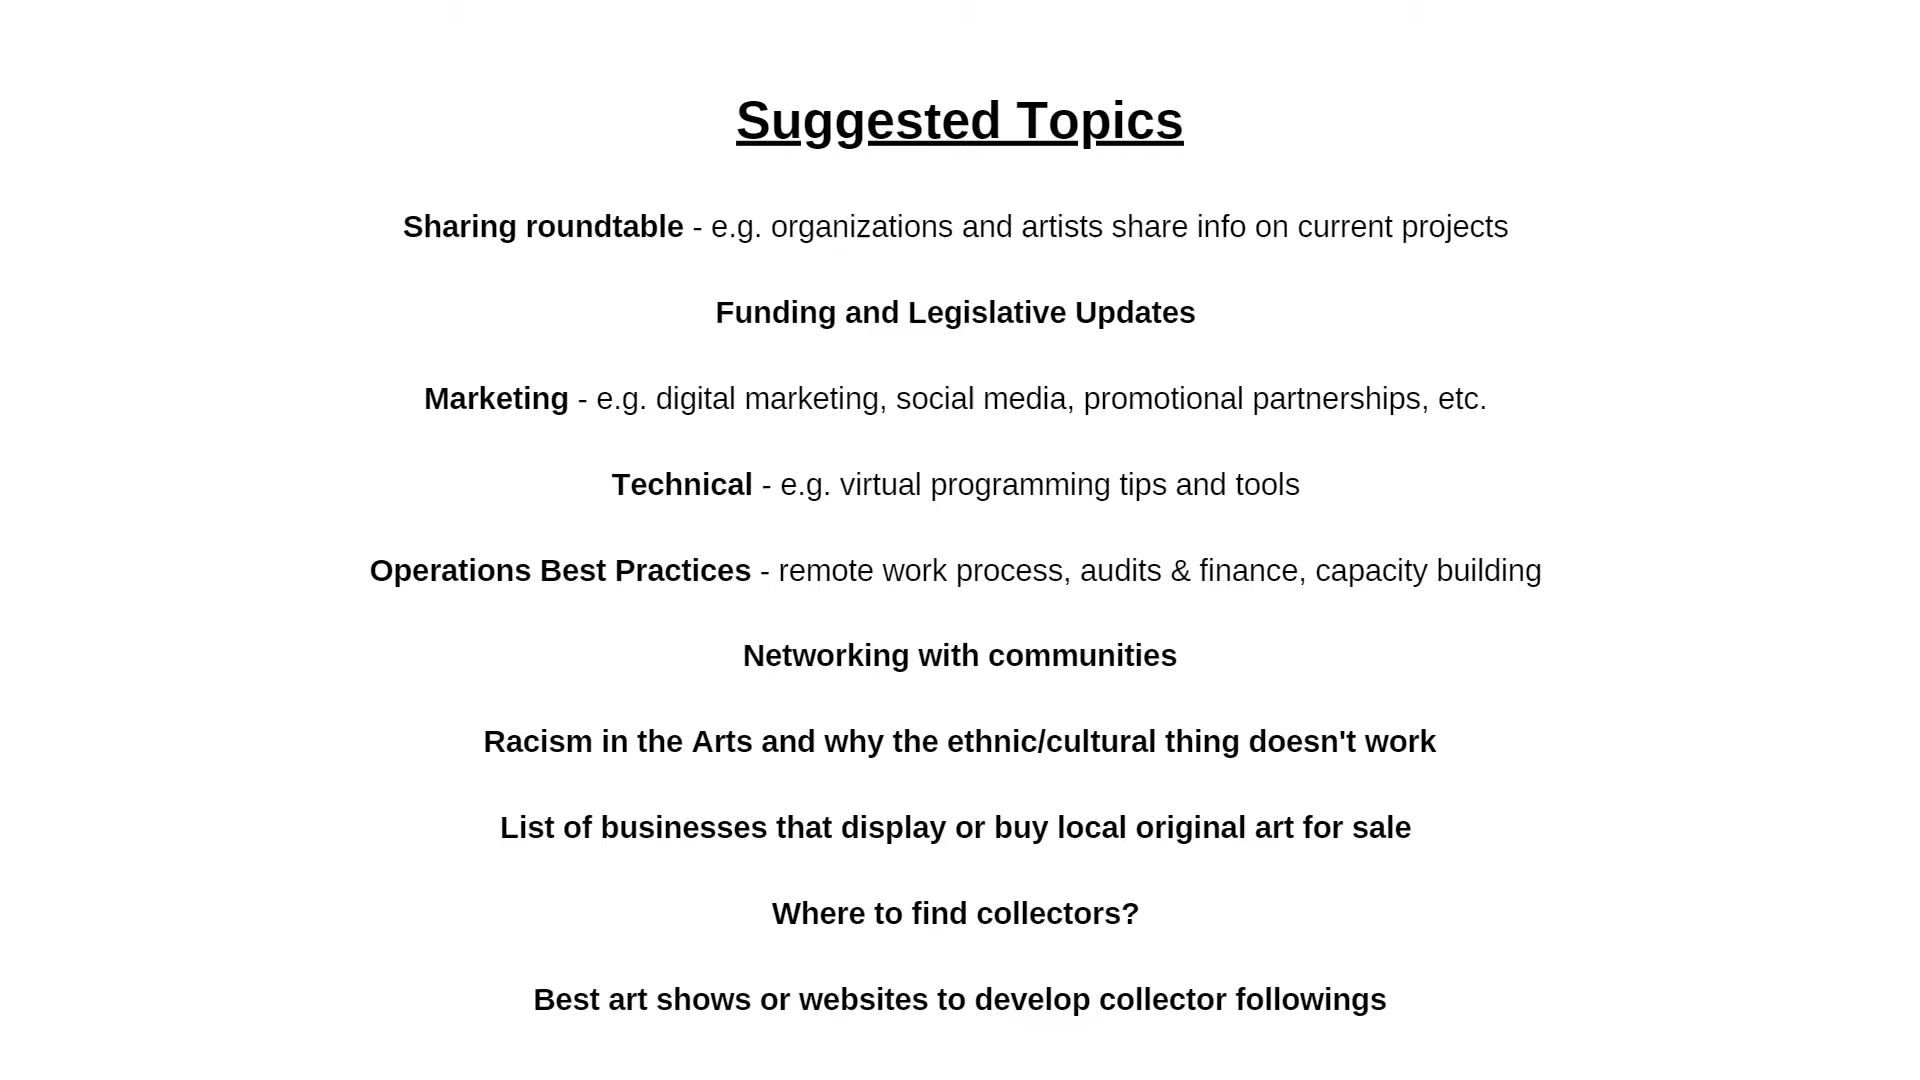 Suggested Topics
Sharing roundtable - e.g. organizations and artists share info on current projects
Funding and Legislative Updates
Marketing - e.g. digital marketing, social media, promotional partnerships, etc.
Technical - e.g. virtual programming tips and tools
Operations Best Practices - remote work process, audits & finance, capacity building
Networking with communities
Racism in the Arts and why the ethnic/cultural thing doesn't work
List of businesses that display or buy local original art for sale
Where to find collectors?
Best art shows or websites to develop collector followings